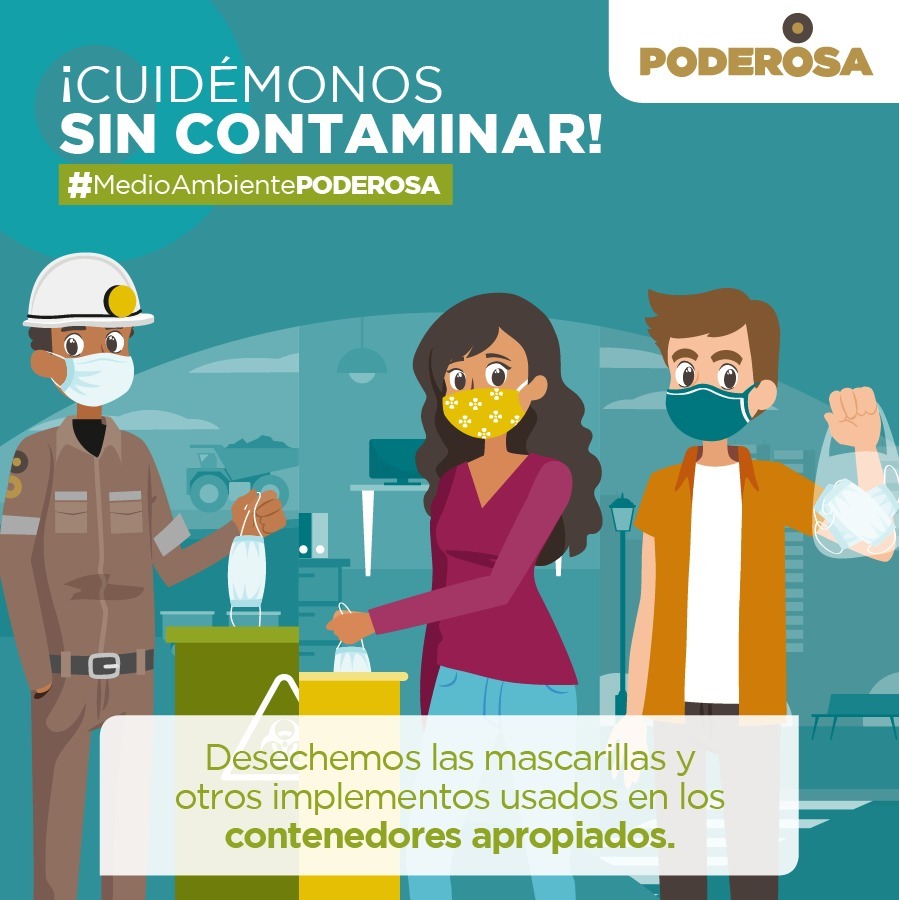 PODEROSA
¡CUIDÉMONOS
SIN CONTAMINAR!
#MedioAmbientePODEROSA
Desechemos las mascarillas y
otros implementos usados en los
contenedores apropiados.